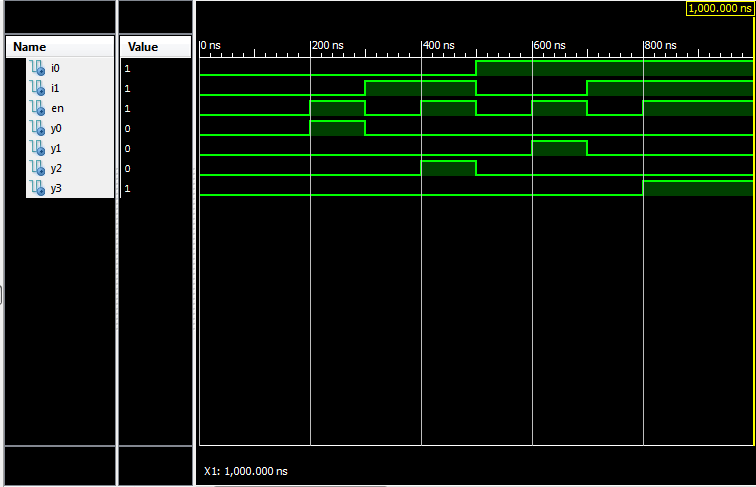 1,000.000 ns
Name Value 0 ns 200 ns 400 ns 600 ns 800 ns
i0 1
i1 1
en 1
y0 0
y1 0
y2 0
y3 1
X1: 1,000.000 ns